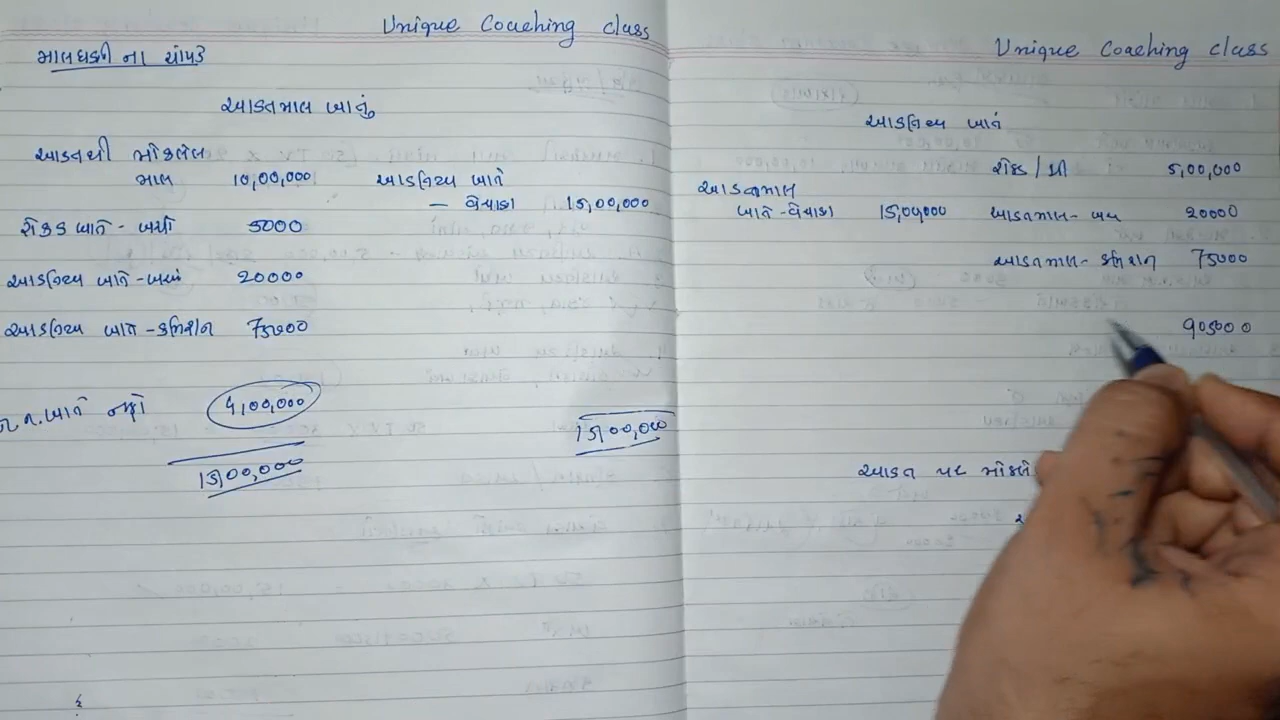 Unique Coaching Class
માલધણી ના ચોપડે
આડતમાલ ખાતું
આડતથી મોકલેલ
માલ 10,00,000
આડતિયા ખાતે
- વેચાણ 15,00,000
રોકડ ખાતે - ખર્ચા 5000
આડતિયા ખાતે - ખર્ચ 20000
આડતિયા ખાતે - કમિશન 75000
ખાતે નફો 4,00,000
15,00,000
15,00,000
Unique Coaching Class
આડતિયા ખાતું
5,00,000
આડતમાલ
ખાતે - વેચાણ 15,00,000
આડતમાલ - ખર્ચ 20000
આડતમાલ - કમિશન 75000
905000
આડત પર મોકલે